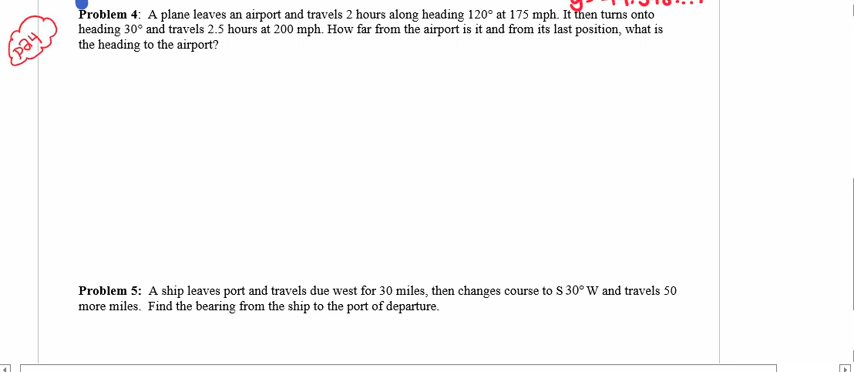 Problem 4: A plane leaves an airport and travels 2 hours along heading 120° at 175 mph. It then turns onto
heading 30° and travels 2.5 hours at 200 mph. How far from the airport is it and from its last position, what is
the heading to the airport?
Day
Problem 5: A ship leaves port and travels due west for 30 miles, then changes course to S 30° W and travels 50
more miles. Find the bearing from the ship to the port of departure.